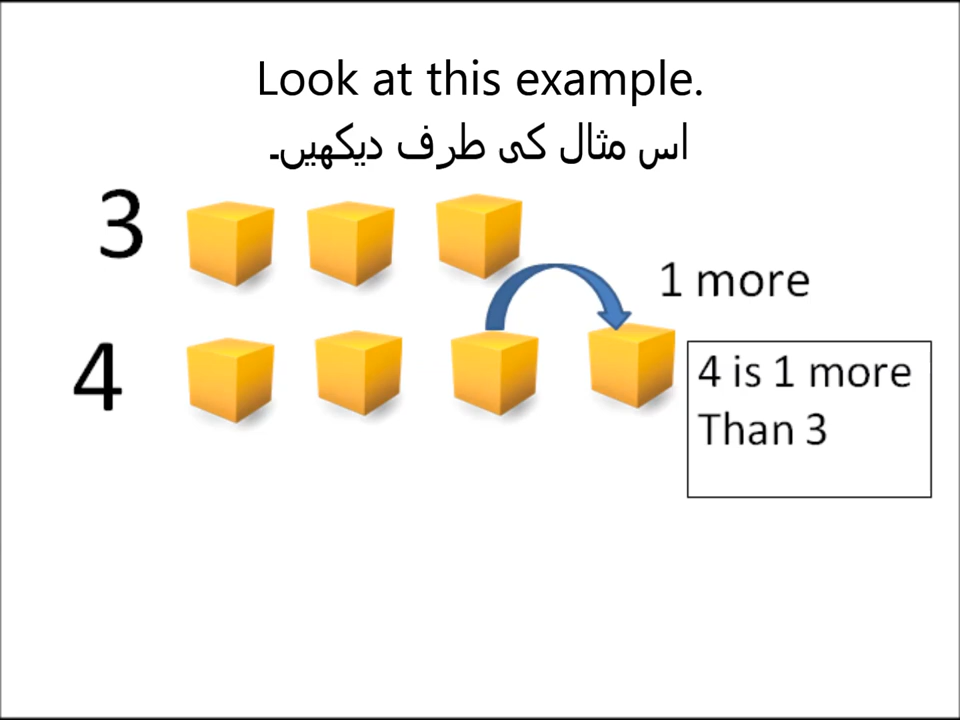 Look at this example.
اس مثال کی طرف دیکھیں۔
3
1 more
4
4 is 1 more
Than 3